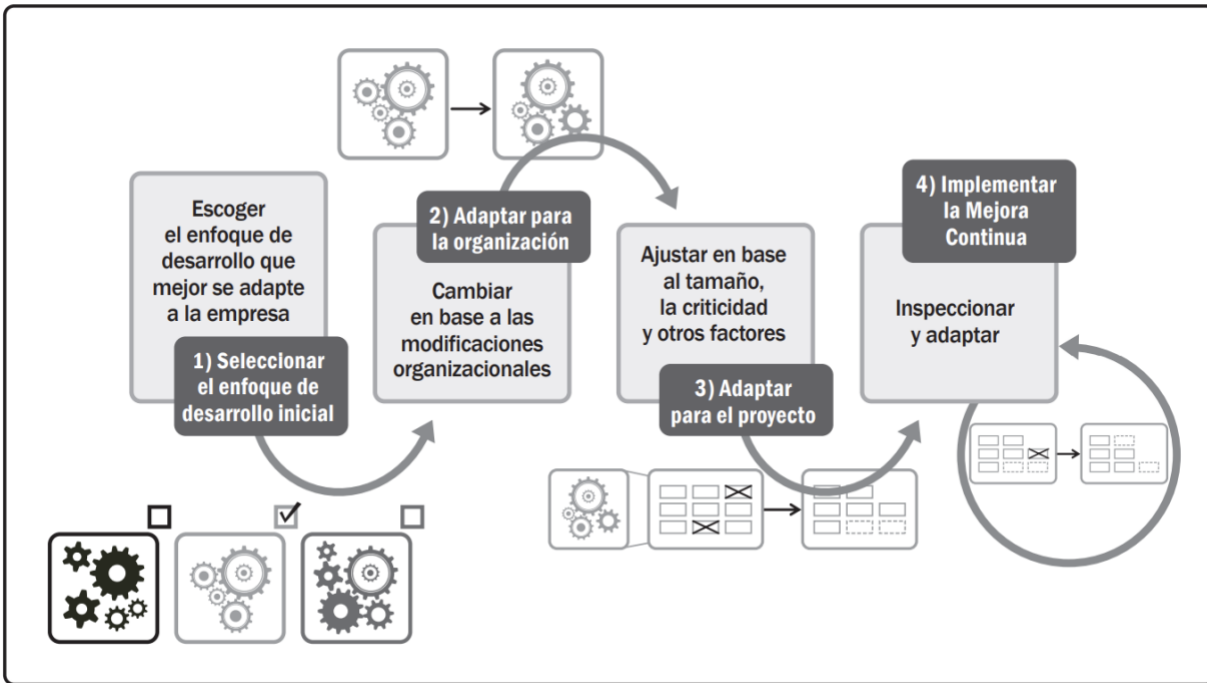 Escoger
el enfoque de
desarrollo que
mejor se adapte
a la empresa
1) Seleccionar
el enfoque de
desarrollo inicial
2) Adaptar para
la organización
Cambiar
en base a las
modificaciones
organizacionales
Ajustar en base
al tamaño,
la criticidad
y otros factores
3) Adaptar
para el proyecto
4) Implementar
la Mejora
Continua
Inspeccionar
y adaptar